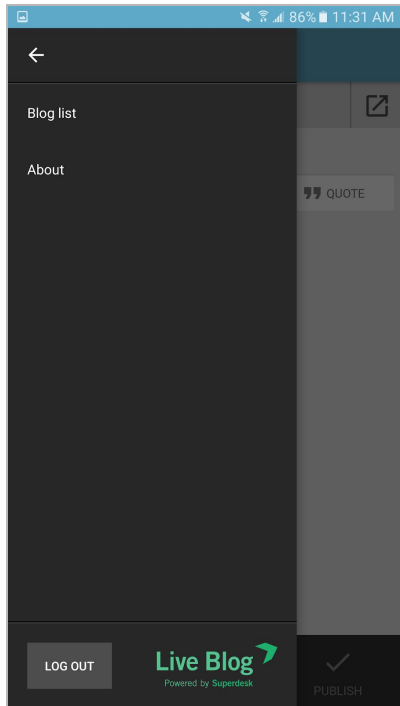 86% 11:31 AM
Blog list
About
QUOTE
LOG OUT
Live Blog
Powered by Superdesk
PUBLISH